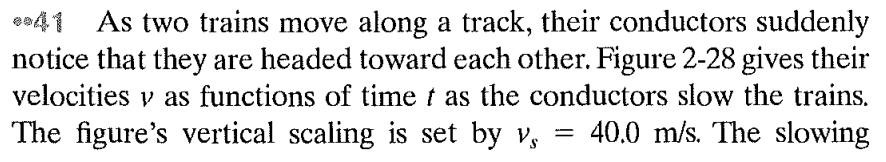 ••41 As two trains move along a track, their conductors suddenly
notice that they are headed toward each other. Figure 2-28 gives their
velocities v as functions of time t as the conductors slow the trains.
The figure's vertical scaling is set by vₛ = 40.0 m/s. The slowing